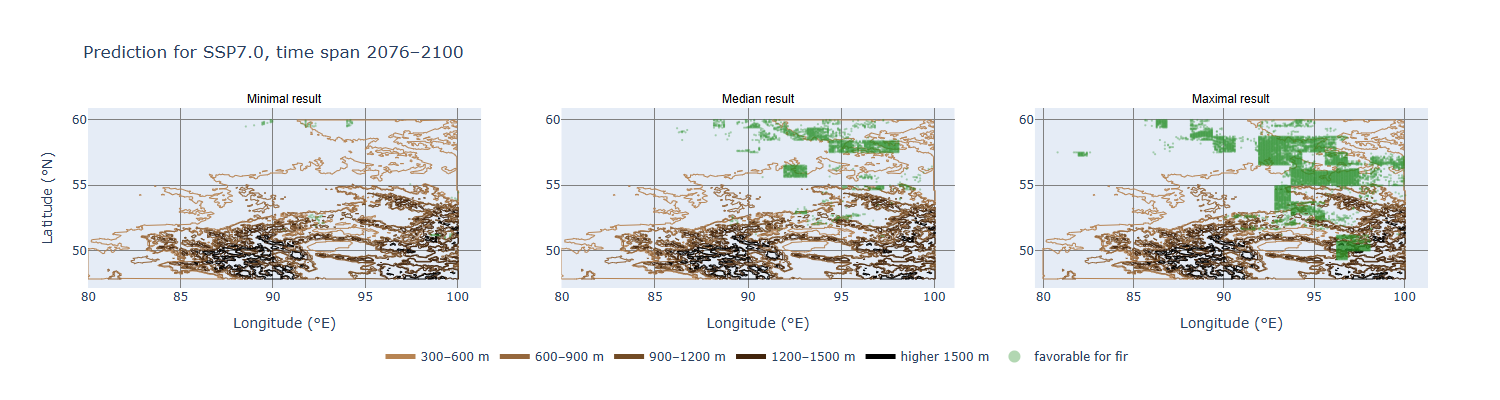 Prediction for SSP7.0, time span 2076–2100
Minimal result
Median result
Maximal result
Latitude (°N)
60
55
50
80
85
90
95
100
Longitude (°E)
60
55
50
80
85
90
95
100
Longitude (°E)
60
55
50
80
85
90
95
100
Longitude (°E)
300–600 m
600–900 m
900–1200 m
1200–1500 m
higher 1500 m
favorable for fir